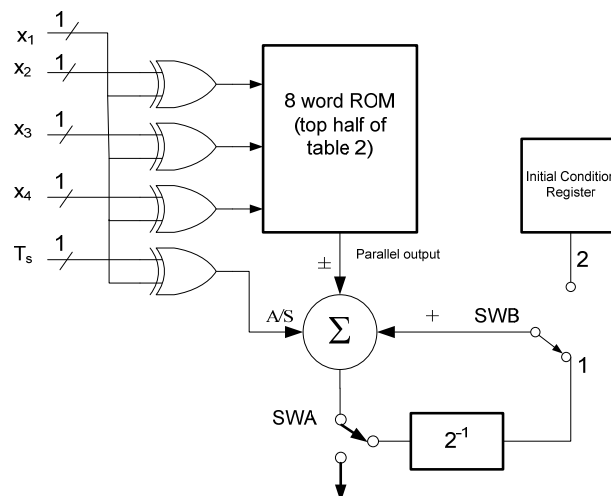 x1
1
x2
1
x3
1
x4
1
Ts
1
8 word ROM
(top half of
table 2)
Initial Condition
Register
±
Parallel output
2
A/S
Σ
+
SWB
1
SWA
2⁻¹